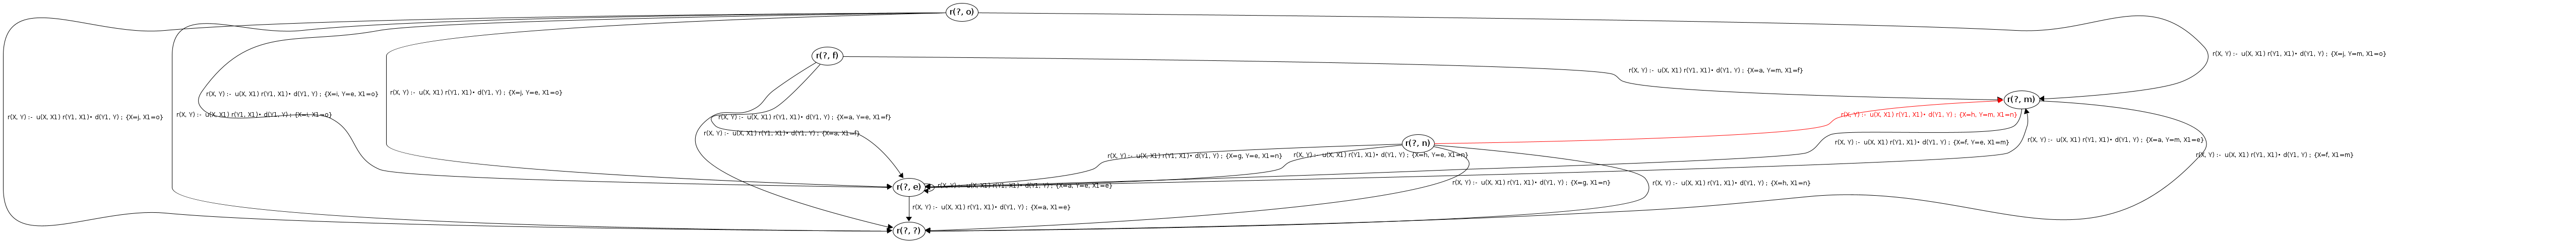 r(?, o)
r(X, Y) :- u(X, X1) r(Y1, X1)• d(Y1, Y) ; {X=j, Y=m, X1=o}
r(?, f)
r(X, Y) :- u(X, X1) r(Y1, X1)• d(Y1, Y) ; {X=a, Y=m, X1=f}
r(X, Y) :- u(X, X1) r(Y1, X1)• d(Y1, Y) ; {X=i, Y=e, X1=o}
r(X, Y) :- u(X, X1) r(Y1, X1)• d(Y1, Y) ; {X=j, Y=e, X1=o}
r(?, m)
r(X, Y) :- u(X, X1) r(Y1, X1)• d(Y1, Y) ; {X=j, X1=o}
r(X, Y) :- u(X, X1) r(Y1, X1)• d(Y1, Y) ; {X=i, X1=o}
r(X, Y) :- u(X, X1) r(Y1, X1)• d(Y1, Y) ; {X=a, Y=e, X1=f}
r(X, Y) :- u(X, X1) r(Y1, X1)• d(Y1, Y) ; {X=h, Y=m, X1=n}
r(X, Y) :- u(X, X1) r(Y1, X1)• d(Y1, Y) ; {X=a, X1=f}
r(?, n)
r(X, Y) :- u(X, X1) r(Y1, X1)• d(Y1, Y) ; {X=f, Y=e, X1=m}
r(X, Y) :- u(X, X1) r(Y1, X1)• d(Y1, Y) ; {X=a, Y=m, X1=e}
r(X, Y) :- u(X, X1) r(Y1, X1)• d(Y1, Y) ; {X=g, Y=e, X1=n}
r(X, Y) :- u(X, X1) r(Y1, X1)• d(Y1, Y) ; {X=h, Y=e, X1=n}
r(X, Y) :- u(X, X1) r(Y1, X1)• d(Y1, Y) ; {X=f, X1=m}
r(?, e)
r(X, Y) :- u(X, X1) r(Y1, X1)• d(Y1, Y) ; {X=a, Y=e, X1=e}
r(X, Y) :- u(X, X1) r(Y1, X1)• d(Y1, Y) ; {X=g, X1=n}
r(X, Y) :- u(X, X1) r(Y1, X1)• d(Y1, Y) ; {X=h, X1=n}
r(X, Y) :- u(X, X1) r(Y1, X1)• d(Y1, Y) ; {X=a, X1=e}
r(?, ?)